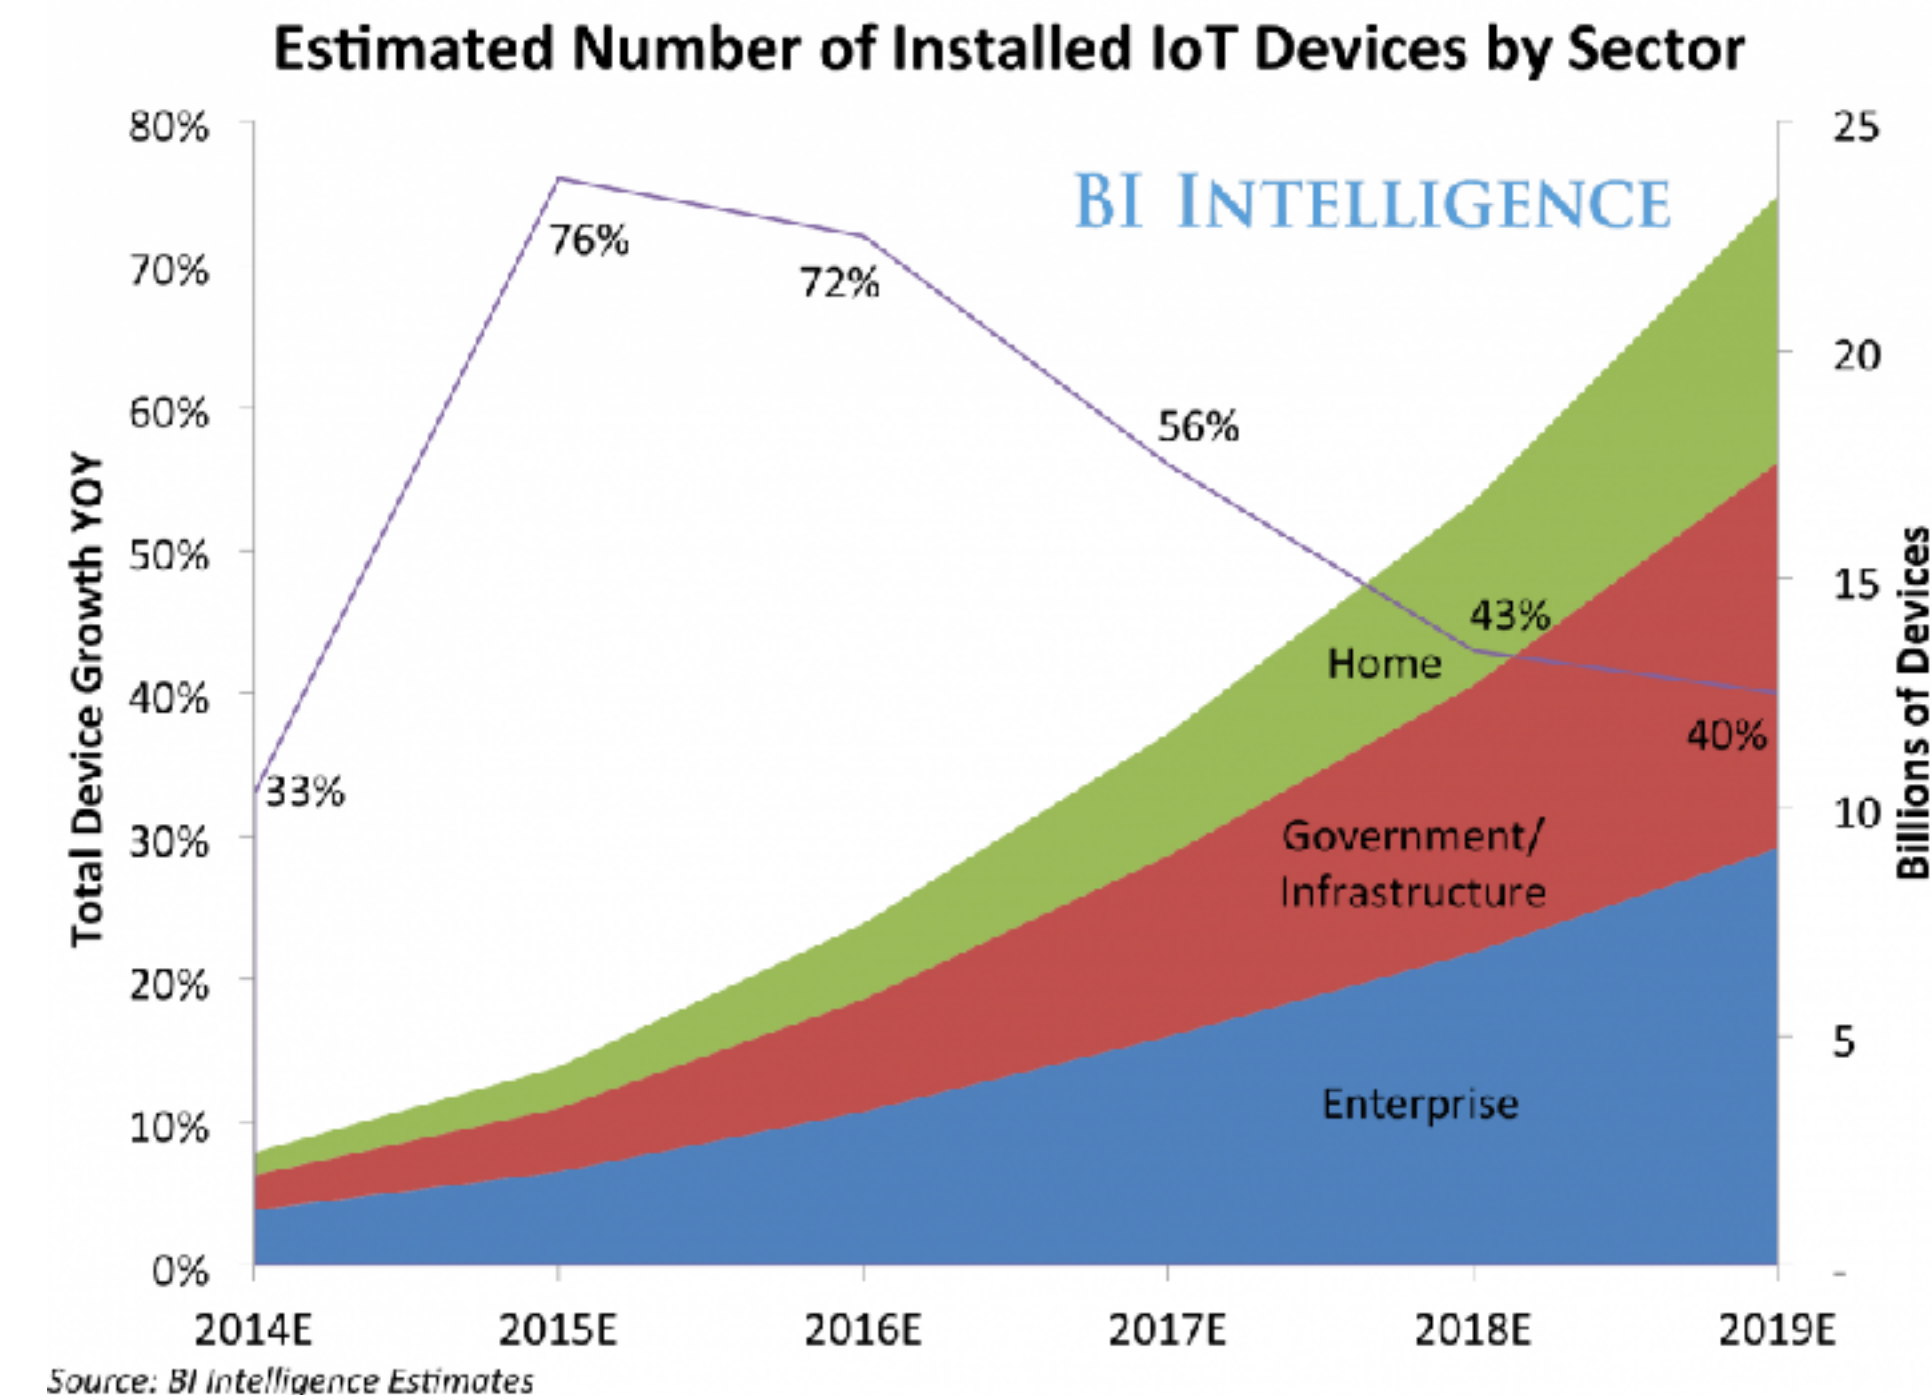 Estimated Number of Installed IoT Devices by Sector
BI INTELLIGENCE
Total Device Growth YOY
80%
70%
60%
50%
40%
30%
20%
10%
0%
33%
76%
72%
56%
43%
40%
Home
Government/
Infrastructure
Enterprise
25
20
15
10
5
-
Billions of Devices
2014E 2015E 2016E 2017E 2018E 2019E
Source: BI Intelligence Estimates